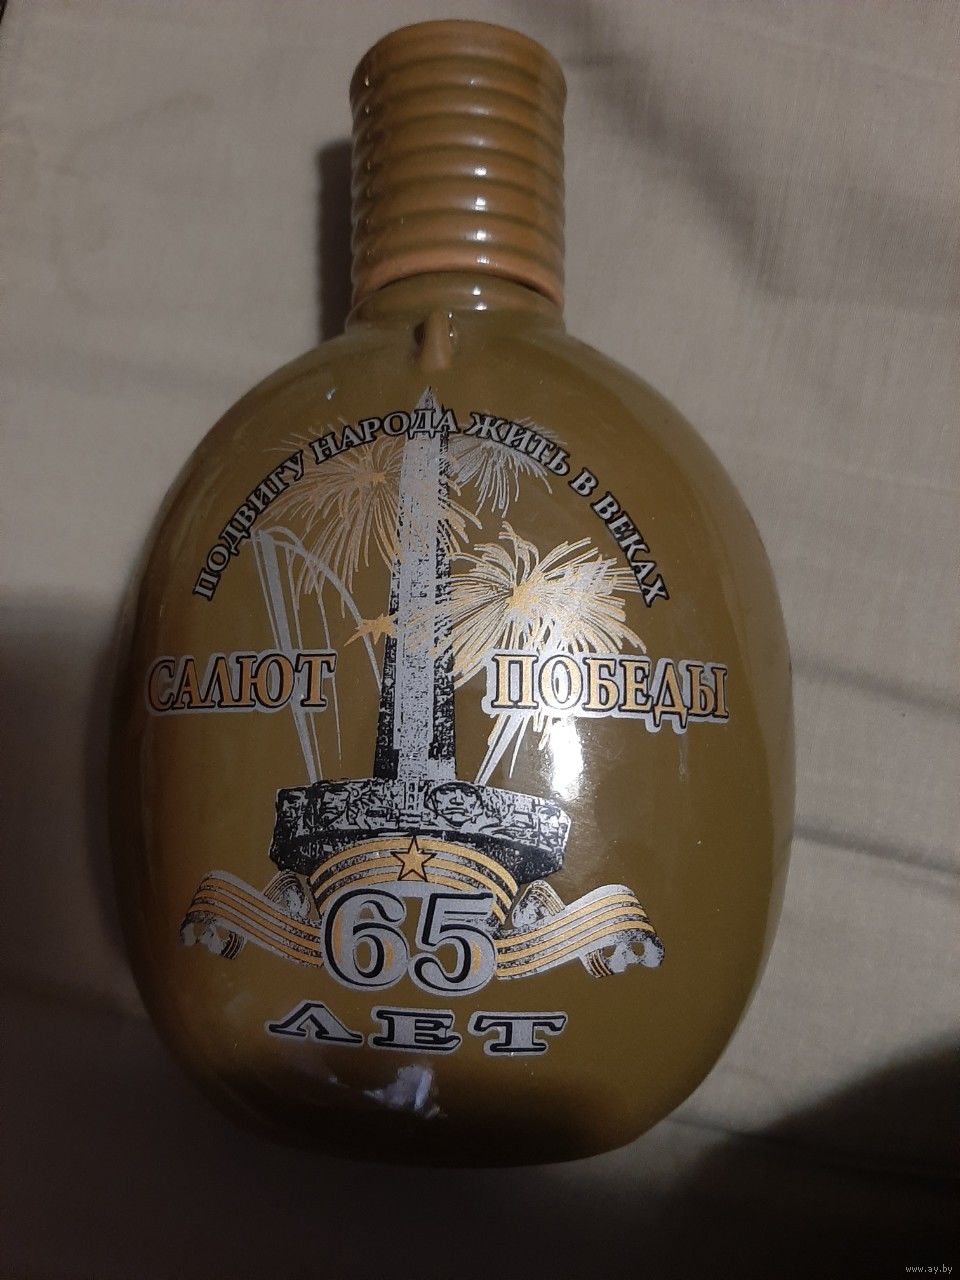 ПОДВИГУ НАРОДА ЖИТЬ В ВЕКАХ
САЛЮТ ПОБЕДЫ
65
ЛЕТ
www.ay.by